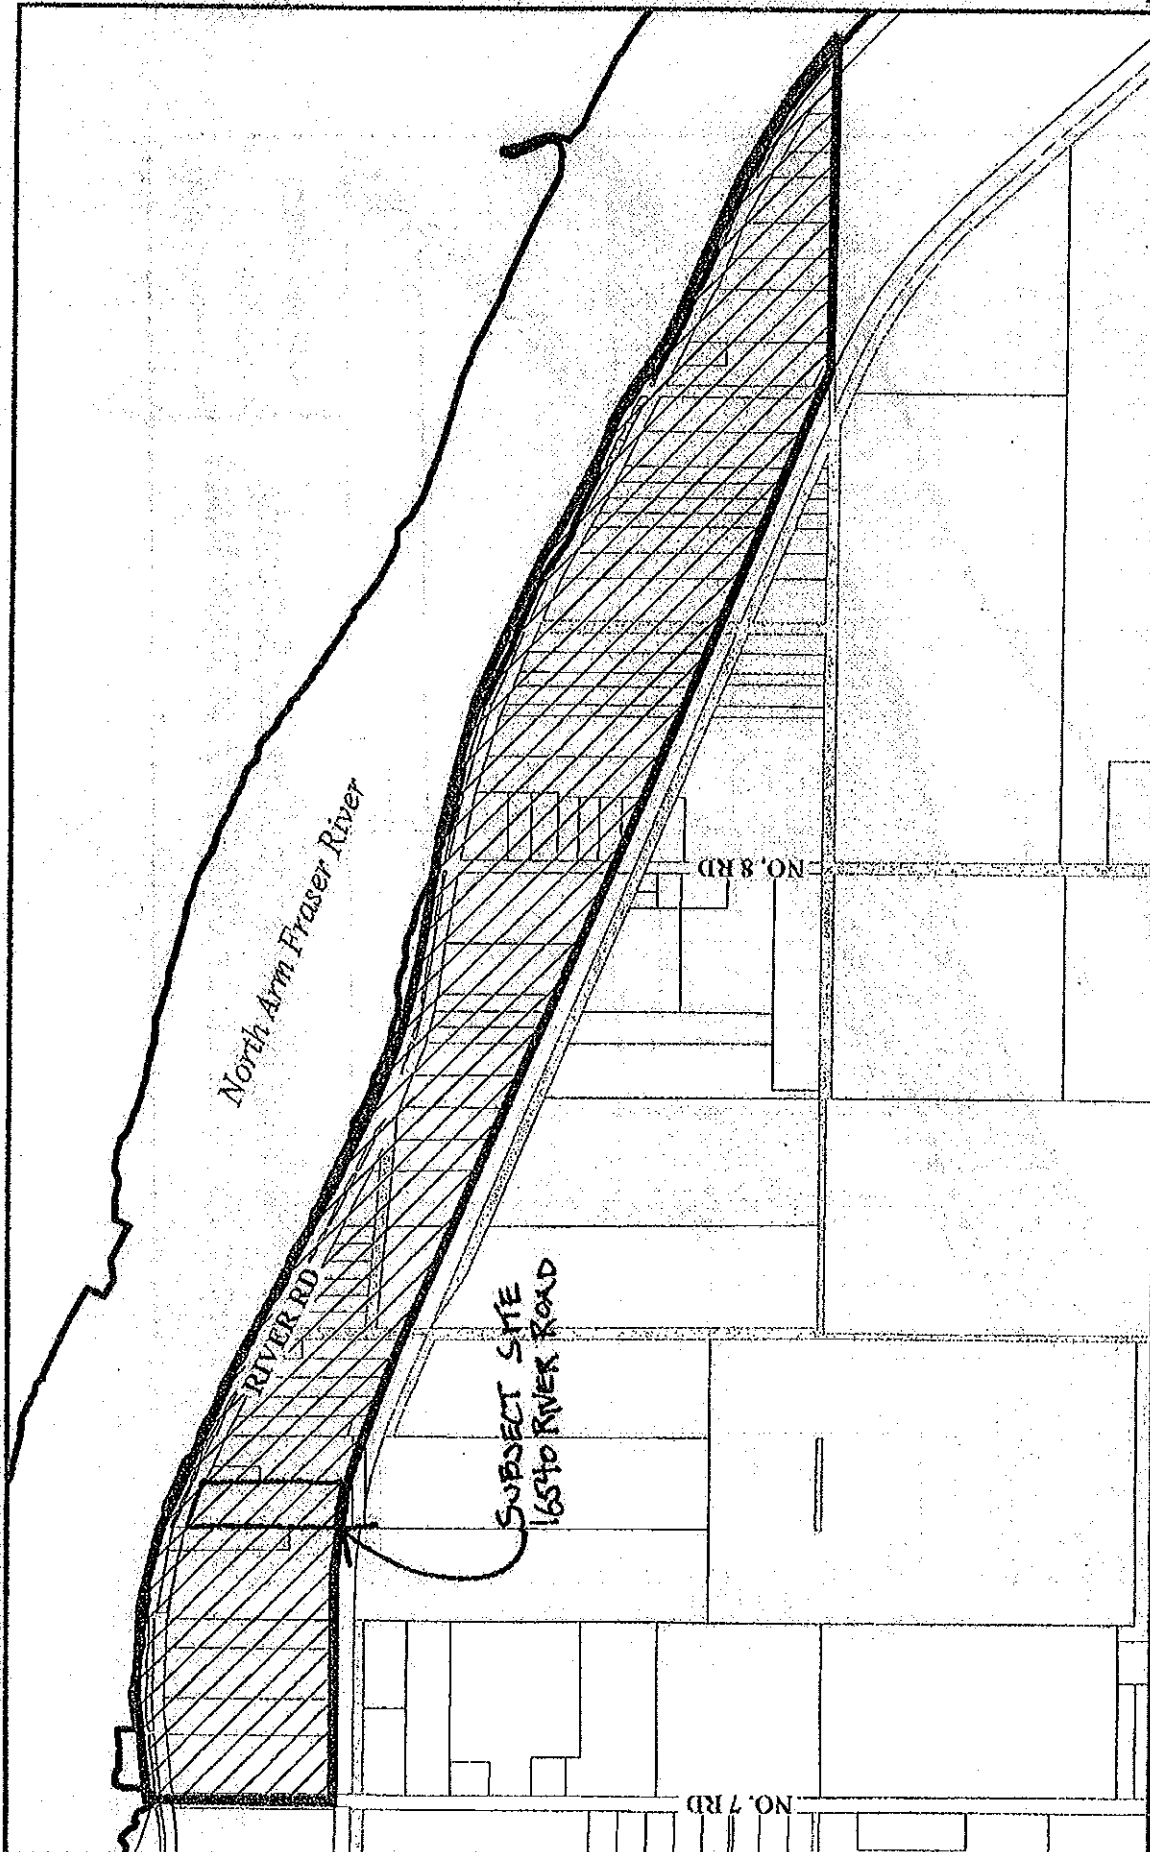 North Arm Fraser River
NO. 8 RD
RIVER RD
SUBJECT SITE
16540 RIVER ROAD
NO. 7 RD